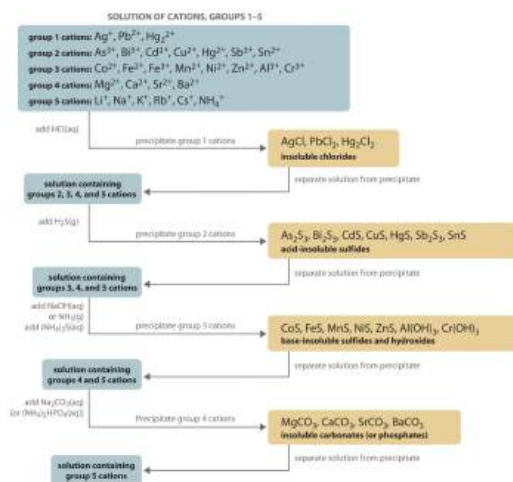 SOLUTION OF CATIONS, GROUPS 1–5
group 1 cations: Ag⁺, Pb²⁺, Hg₂²⁺
group 2 cations: As³⁺, Bi³⁺, Cd²⁺, Cu²⁺, Hg²⁺, Sb³⁺, Sn²⁺
group 3 cations: Co²⁺, Fe²⁺, Fe³⁺, Mn²⁺, Ni²⁺, Zn²⁺, Al³⁺, Cr³⁺
group 4 cations: Mg²⁺, Ca²⁺, Sr²⁺, Ba²⁺
group 5 cations: Li⁺, Na⁺, K⁺, Rb⁺, Cs⁺, NH₄⁺
add HCl(aq)
precipitate group 1 cations
AgCl, PbCl₂, Hg₂Cl₂
insoluble chlorides
separate solution from precipitate
solution containing
groups 2, 3, 4, and 5 cations
add H₂S(g)
precipitate group 2 cations
As₂S₃, Bi₂S₃, CdS, CuS, HgS, Sb₂S₃, SnS
acid-insoluble sulfides
separate solution from precipitate
solution containing
groups 3, 4, and 5 cations
add NaOH(aq)
or NH₃(g)
add (NH₄)₂S(aq)
precipitate group 3 cations
CoS, FeS, MnS, NiS, ZnS, Al(OH)₃, Cr(OH)₃
base-insoluble sulfides and hydroxides
separate solution from precipitate
solution containing
groups 4 and 5 cations
add Na₂CO₃(aq)
[or (NH₄)₂HPO₄(aq)]
Precipitate group 4 cations
MgCO₃, CaCO₃, SrCO₃, BaCO₃
insoluble carbonates (or phosphates)
separate solution from precipitate
solution containing
group 5 cations